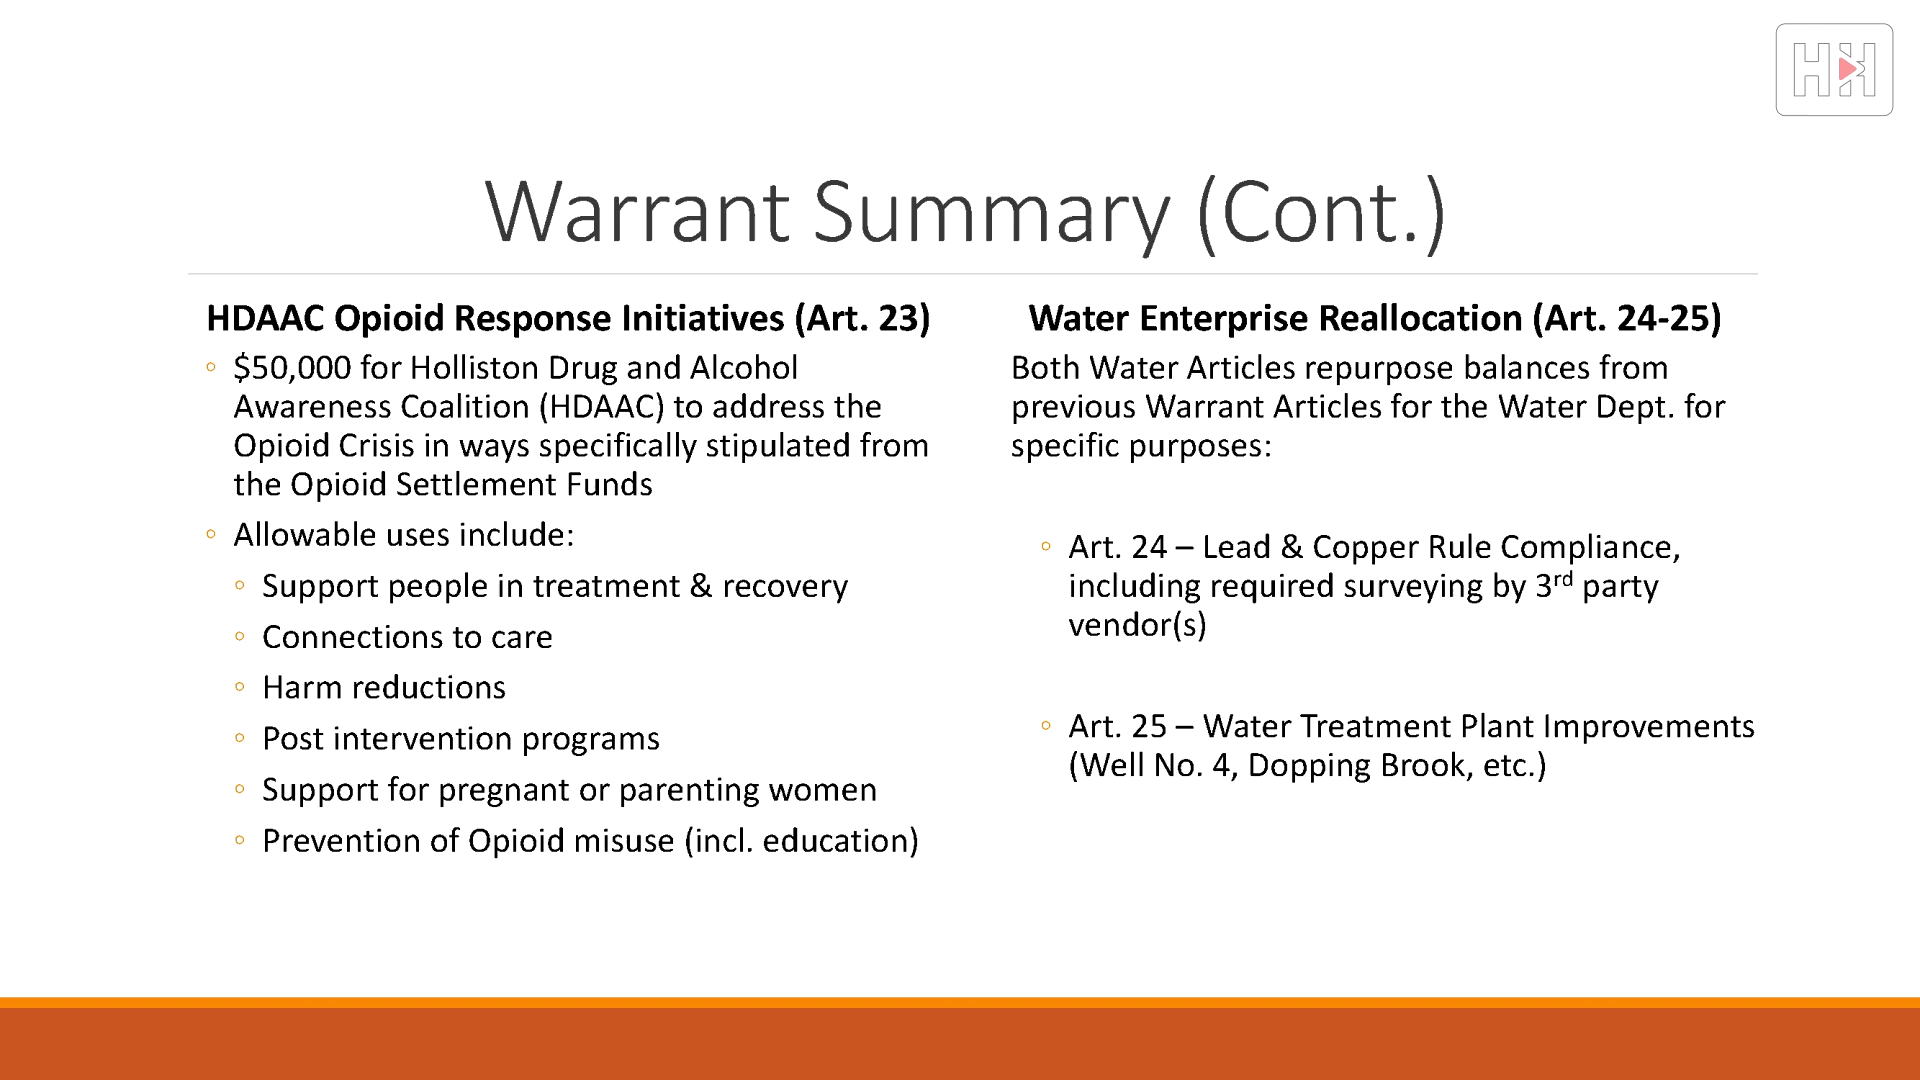 HH
Warrant Summary (Cont.)
HDAAC Opioid Response Initiatives (Art. 23)
◦ $50,000 for Holliston Drug and Alcohol
Awareness Coalition (HDAAC) to address the
Opioid Crisis in ways specifically stipulated from
the Opioid Settlement Funds
◦ Allowable uses include:
◦ Support people in treatment & recovery
◦ Connections to care
◦ Harm reductions
◦ Post intervention programs
◦ Support for pregnant or parenting women
◦ Prevention of Opioid misuse (incl. education)
Water Enterprise Reallocation (Art. 24-25)
Both Water Articles repurpose balances from
previous Warrant Articles for the Water Dept. for
specific purposes:
◦ Art. 24 – Lead & Copper Rule Compliance,
including required surveying by 3rd party
vendor(s)
◦ Art. 25 – Water Treatment Plant Improvements
(Well No. 4, Dopping Brook, etc.)